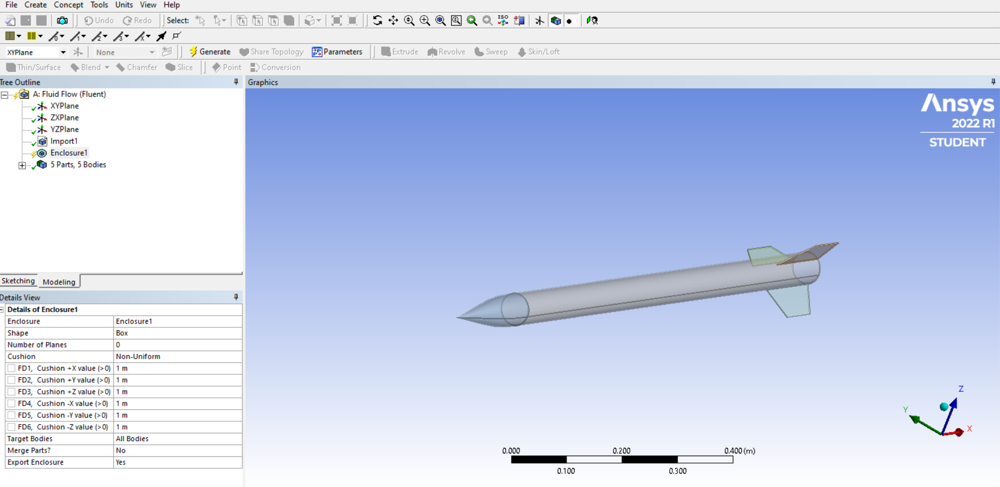 File Create Concept Tools Units View Help
Undo Redo Select: ISO
0 1 2 3 x
XYPlane None Generate Share Topology Parameters Extrude Revolve Sweep Skin/Loft
Thin/Surface Blend Chamfer Slice Point Conversion
Tree Outline
A: Fluid Flow (Fluent)
XYPlane
ZXPlane
YZPlane
Import1
Enclosure1
5 Parts, 5 Bodies
Sketching Modeling
Details View
Details of Enclosure1
Enclosure Enclosure1
Shape Box
Number of Planes 0
Cushion Non-Uniform
FD1, Cushion +X value (>0) 1 m
FD2, Cushion +Y value (>0) 1 m
FD3, Cushion +Z value (>0) 1 m
FD4, Cushion -X value (>0) 1 m
FD5, Cushion -Y value (>0) 1 m
FD6, Cushion -Z value (>0) 1 m
Target Bodies All Bodies
Merge Parts? No
Export Enclosure Yes
Graphics
Ansys
2022 R1
STUDENT
Z
Y
X
0.000 0.200 0.400 (m)
0.100 0.300